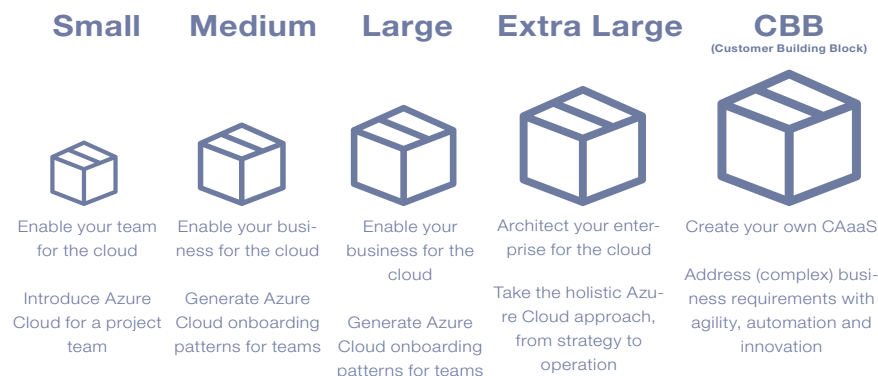 Small
Medium
Large
Extra Large
CBB
(Customer Building Block)
Enable your team
for the cloud
Introduce Azure
Cloud for a project
team
Enable your busi-
ness for the cloud
Generate Azure
Cloud onboarding
patterns for teams
Enable your
business for the
cloud
Generate Azure
Cloud onboarding
patterns for teams
Architect your enter-
prise for the cloud
Take the holistic Azu-
re Cloud approach,
from strategy to
operation
Create your own CAaaS
Address (complex) busi-
ness requirements with
agility, automation and
innovation